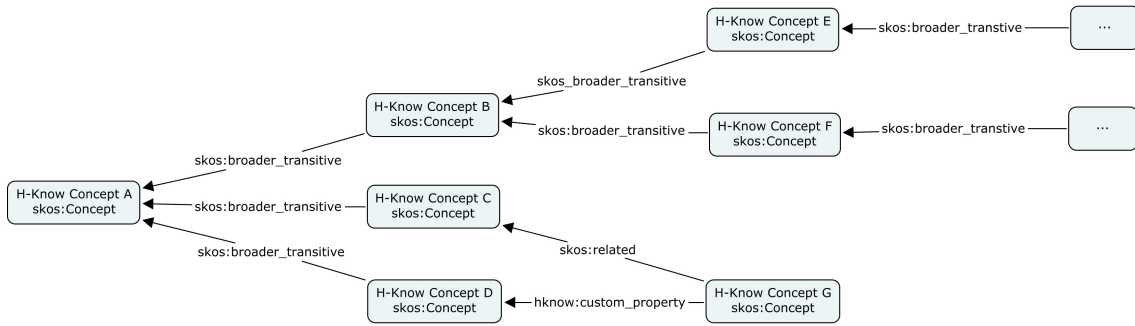 H-Know Concept E
skos:Concept
skos:broader_transtive
...
skos_broader_transitive
H-Know Concept B
skos:Concept
skos:broader_transitive
H-Know Concept F
skos:Concept
skos:broader_transtive
...
skos:broader_transitive
H-Know Concept A
skos:Concept
skos:broader_transitive
H-Know Concept C
skos:Concept
skos:broader_transitive
skos:related
H-Know Concept D
skos:Concept
hknow:custom_property
H-Know Concept G
skos:Concept